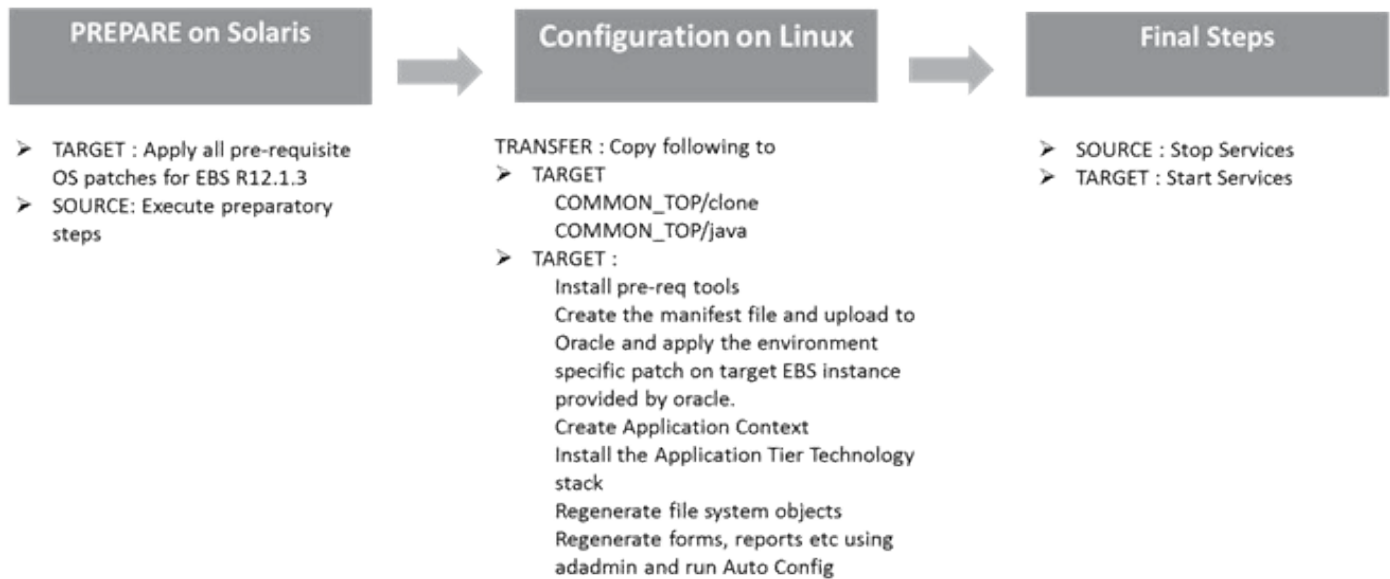 PREPARE on Solaris
➢ TARGET : Apply all pre-requisite
OS patches for EBS R12.1.3
➢ SOURCE: Execute preparatory
steps
Configuration on Linux
TRANSFER : Copy following to
➢ TARGET
COMMON_TOP/clone
COMMON_TOP/java
➢ TARGET :
Install pre-req tools
Create the manifest file and upload to
Oracle and apply the environment
specific patch on target EBS instance
provided by oracle.
Create Application Context
Install the Application Tier Technology
stack
Regenerate file system objects
Regenerate forms, reports etc using
adadmin and run Auto Config
Final Steps
➢ SOURCE : Stop Services
➢ TARGET : Start Services